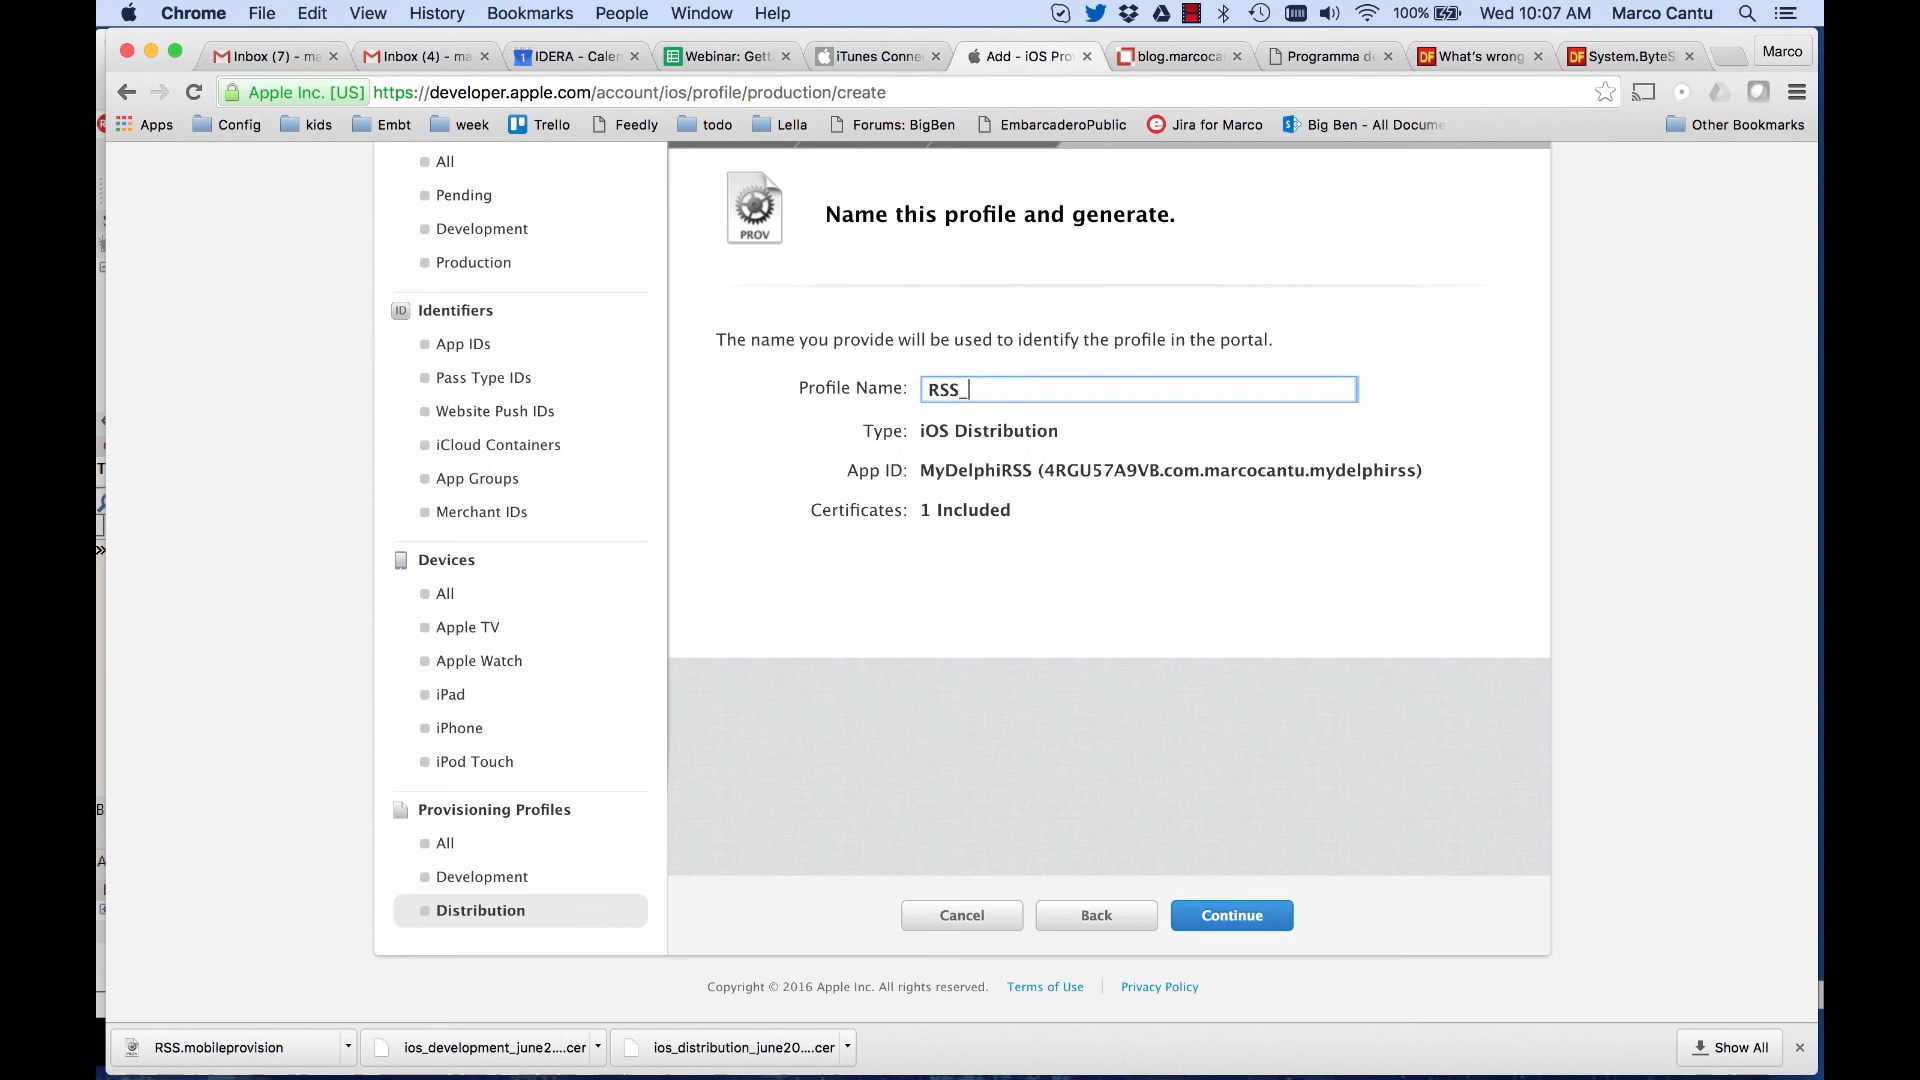 Chrome File Edit View History Bookmarks People Window Help 100% Wed 10:07 AM Marco Cantu
Inbox (7) - ma Inbox (4) - ma 1 IDERA - Calen Webinar: Getti iTunes Conne Add - iOS Pro blog.marcoca Programma de DF What's wrong DF System.ByteS Marco
Apple Inc. [US] https://developer.apple.com/account/ios/profile/production/create
Apps Config kids Embt week Trello Feedly todo Lella Forums: BigBen EmbarcaderoPublic Jira for Marco Big Ben - All Docume Other Bookmarks
All
Pending
Development
Production
ID Identifiers
App IDs
Pass Type IDs
Website Push IDs
iCloud Containers
App Groups
Merchant IDs
Devices
All
Apple TV
Apple Watch
iPad
iPhone
iPod Touch
Provisioning Profiles
All
Development
Distribution
PROV
Name this profile and generate.
The name you provide will be used to identify the profile in the portal.
Profile Name: RSS_
Type: iOS Distribution
App ID: MyDelphiRSS (4RGU57A9VB.com.marcocantu.mydelphirss)
Certificates: 1 Included
Cancel Back Continue
Copyright © 2016 Apple Inc. All rights reserved. Terms of Use Privacy Policy
RSS.mobileprovision ios_development_june2....cer ios_distribution_june20....cer Show All